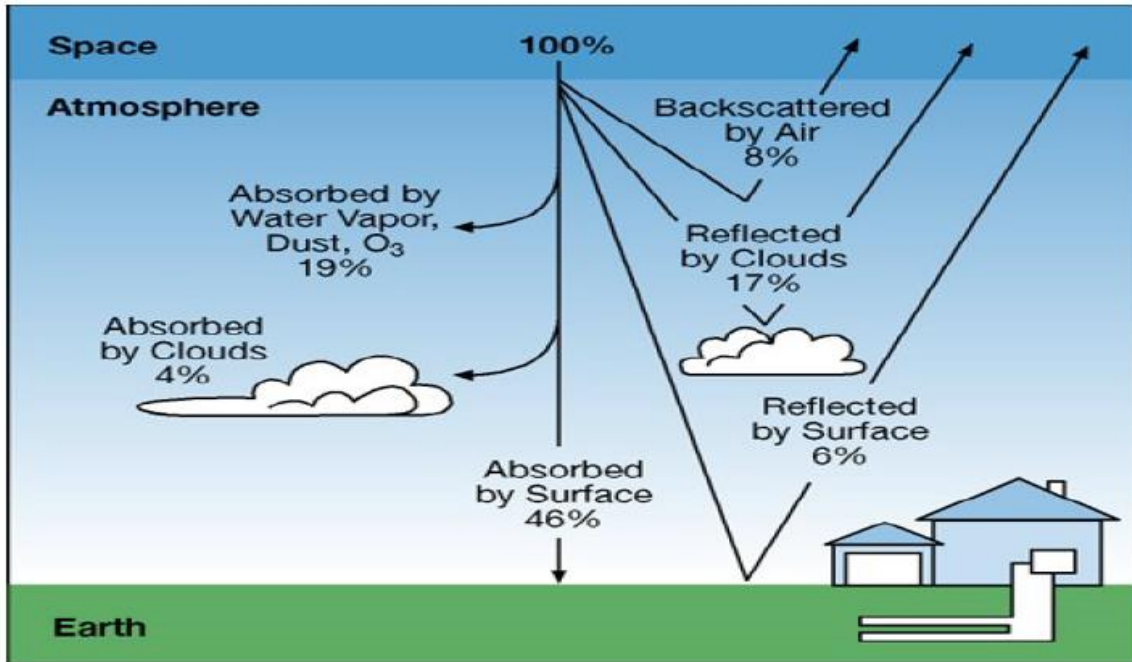 Space
100%
Atmosphere
Backscattered
by Air
8%
Absorbed by
Water Vapor,
Dust, O₃
19%
Reflected
by Clouds
17%
Absorbed
by Clouds
4%
Reflected
by Surface
6%
Absorbed
by Surface
46%
Earth